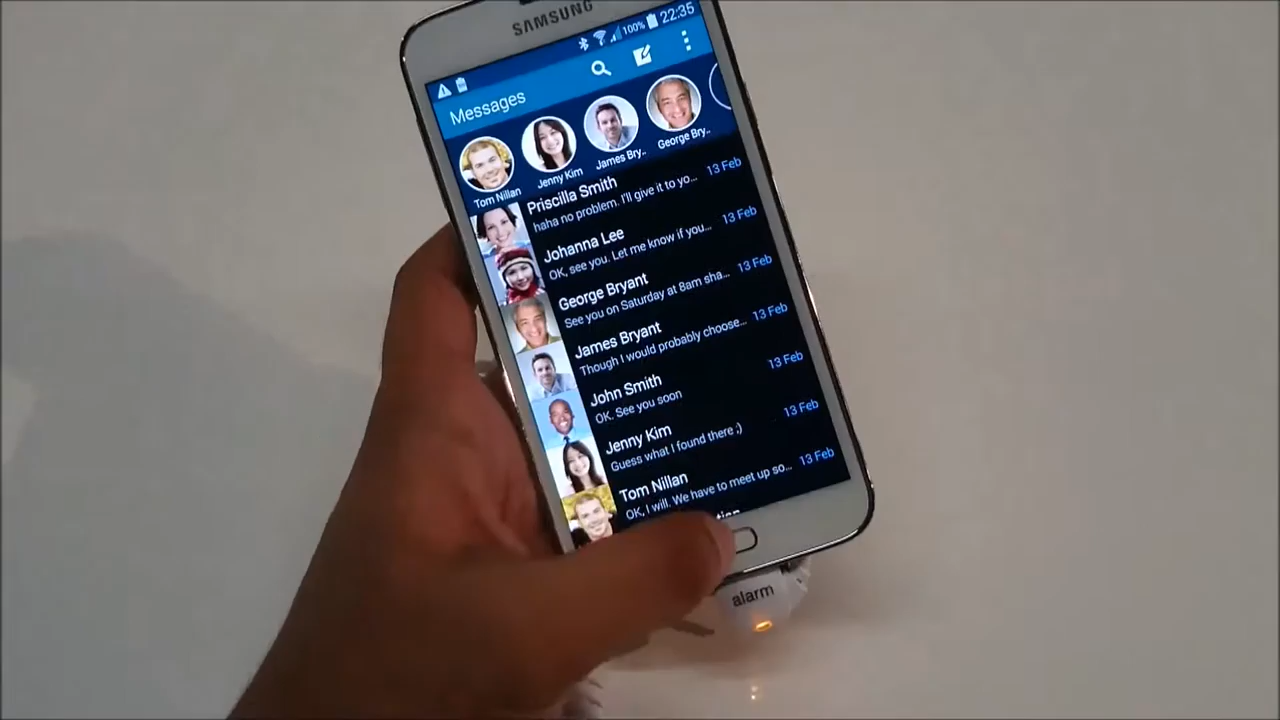 SAMSUNG
100% 22:35
Messages
Tom Nillan
Jenny Kim
James Bry..
George Bry..
Priscilla Smith
haha no problem. I'll give it to yo... 13 Feb
Johanna Lee
OK, see you. Let me know if you... 13 Feb
George Bryant
See you on Saturday at 8am sha... 13 Feb
James Bryant
Though I would probably choose... 13 Feb
John Smith
OK. See you soon 13 Feb
Jenny Kim
Guess what I found there ;) 13 Feb
Tom Nillan
OK, I will. We have to meet up so... 13 Feb
alarm